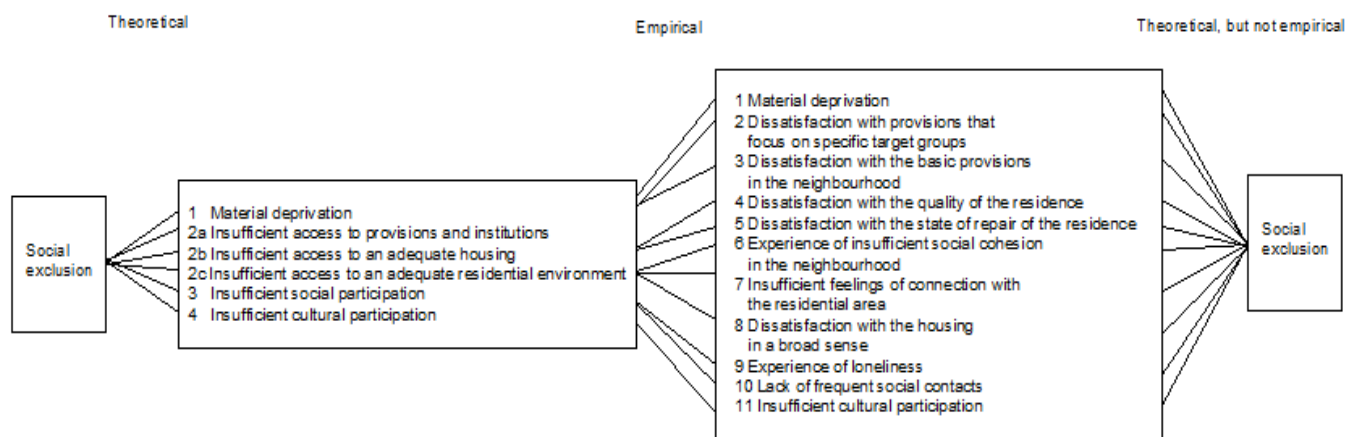 Theoretical
Empirical
Theoretical, but not empirical
Social
exclusion
1 Material deprivation
2a Insufficient access to provisions and institutions
2b Insufficient access to an adequate housing
2c Insufficient access to an adequate residential environment
3 Insufficient social participation
4 Insufficient cultural participation
1 Material deprivation
2 Dissatisfaction with provisions that
focus on specific target groups
3 Dissatisfaction with the basic provisions
in the neighbourhood
4 Dissatisfaction with the quality of the residence
5 Dissatisfaction with the state of repair of the residence
6 Experience of insufficient social cohesion
in the neighbourhood
7 Insufficient feelings of connection with
the residential area
8 Dissatisfaction with the housing
in a broad sense
9 Experience of loneliness
10 Lack of frequent social contacts
11 Insufficient cultural participation
Social
exclusion